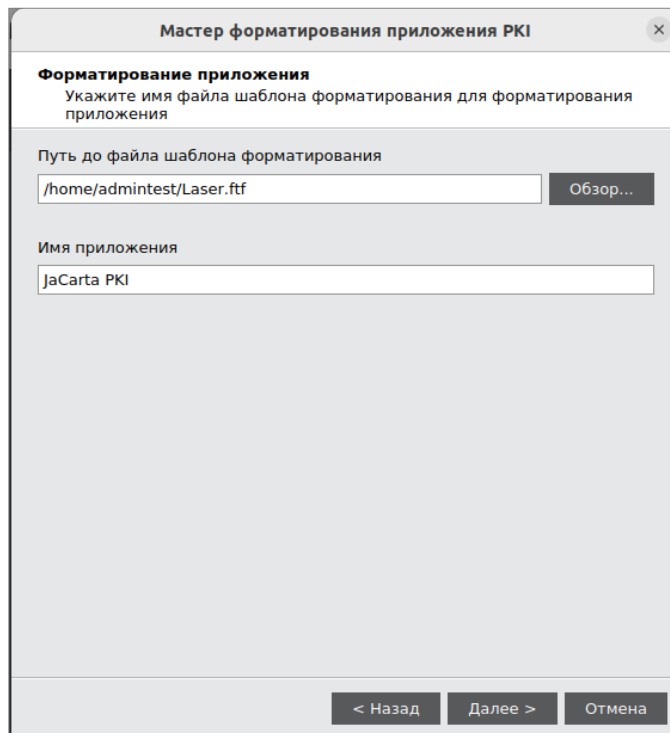 Мастер форматирования приложения PKI
Форматирование приложения
Укажите имя файла шаблона форматирования для форматирования
приложения
Путь до файла шаблона форматирования
/home/admintest/Laser.ftf
Обзор...
Имя приложения
JaCarta PKI
< Назад
Далее >
Отмена